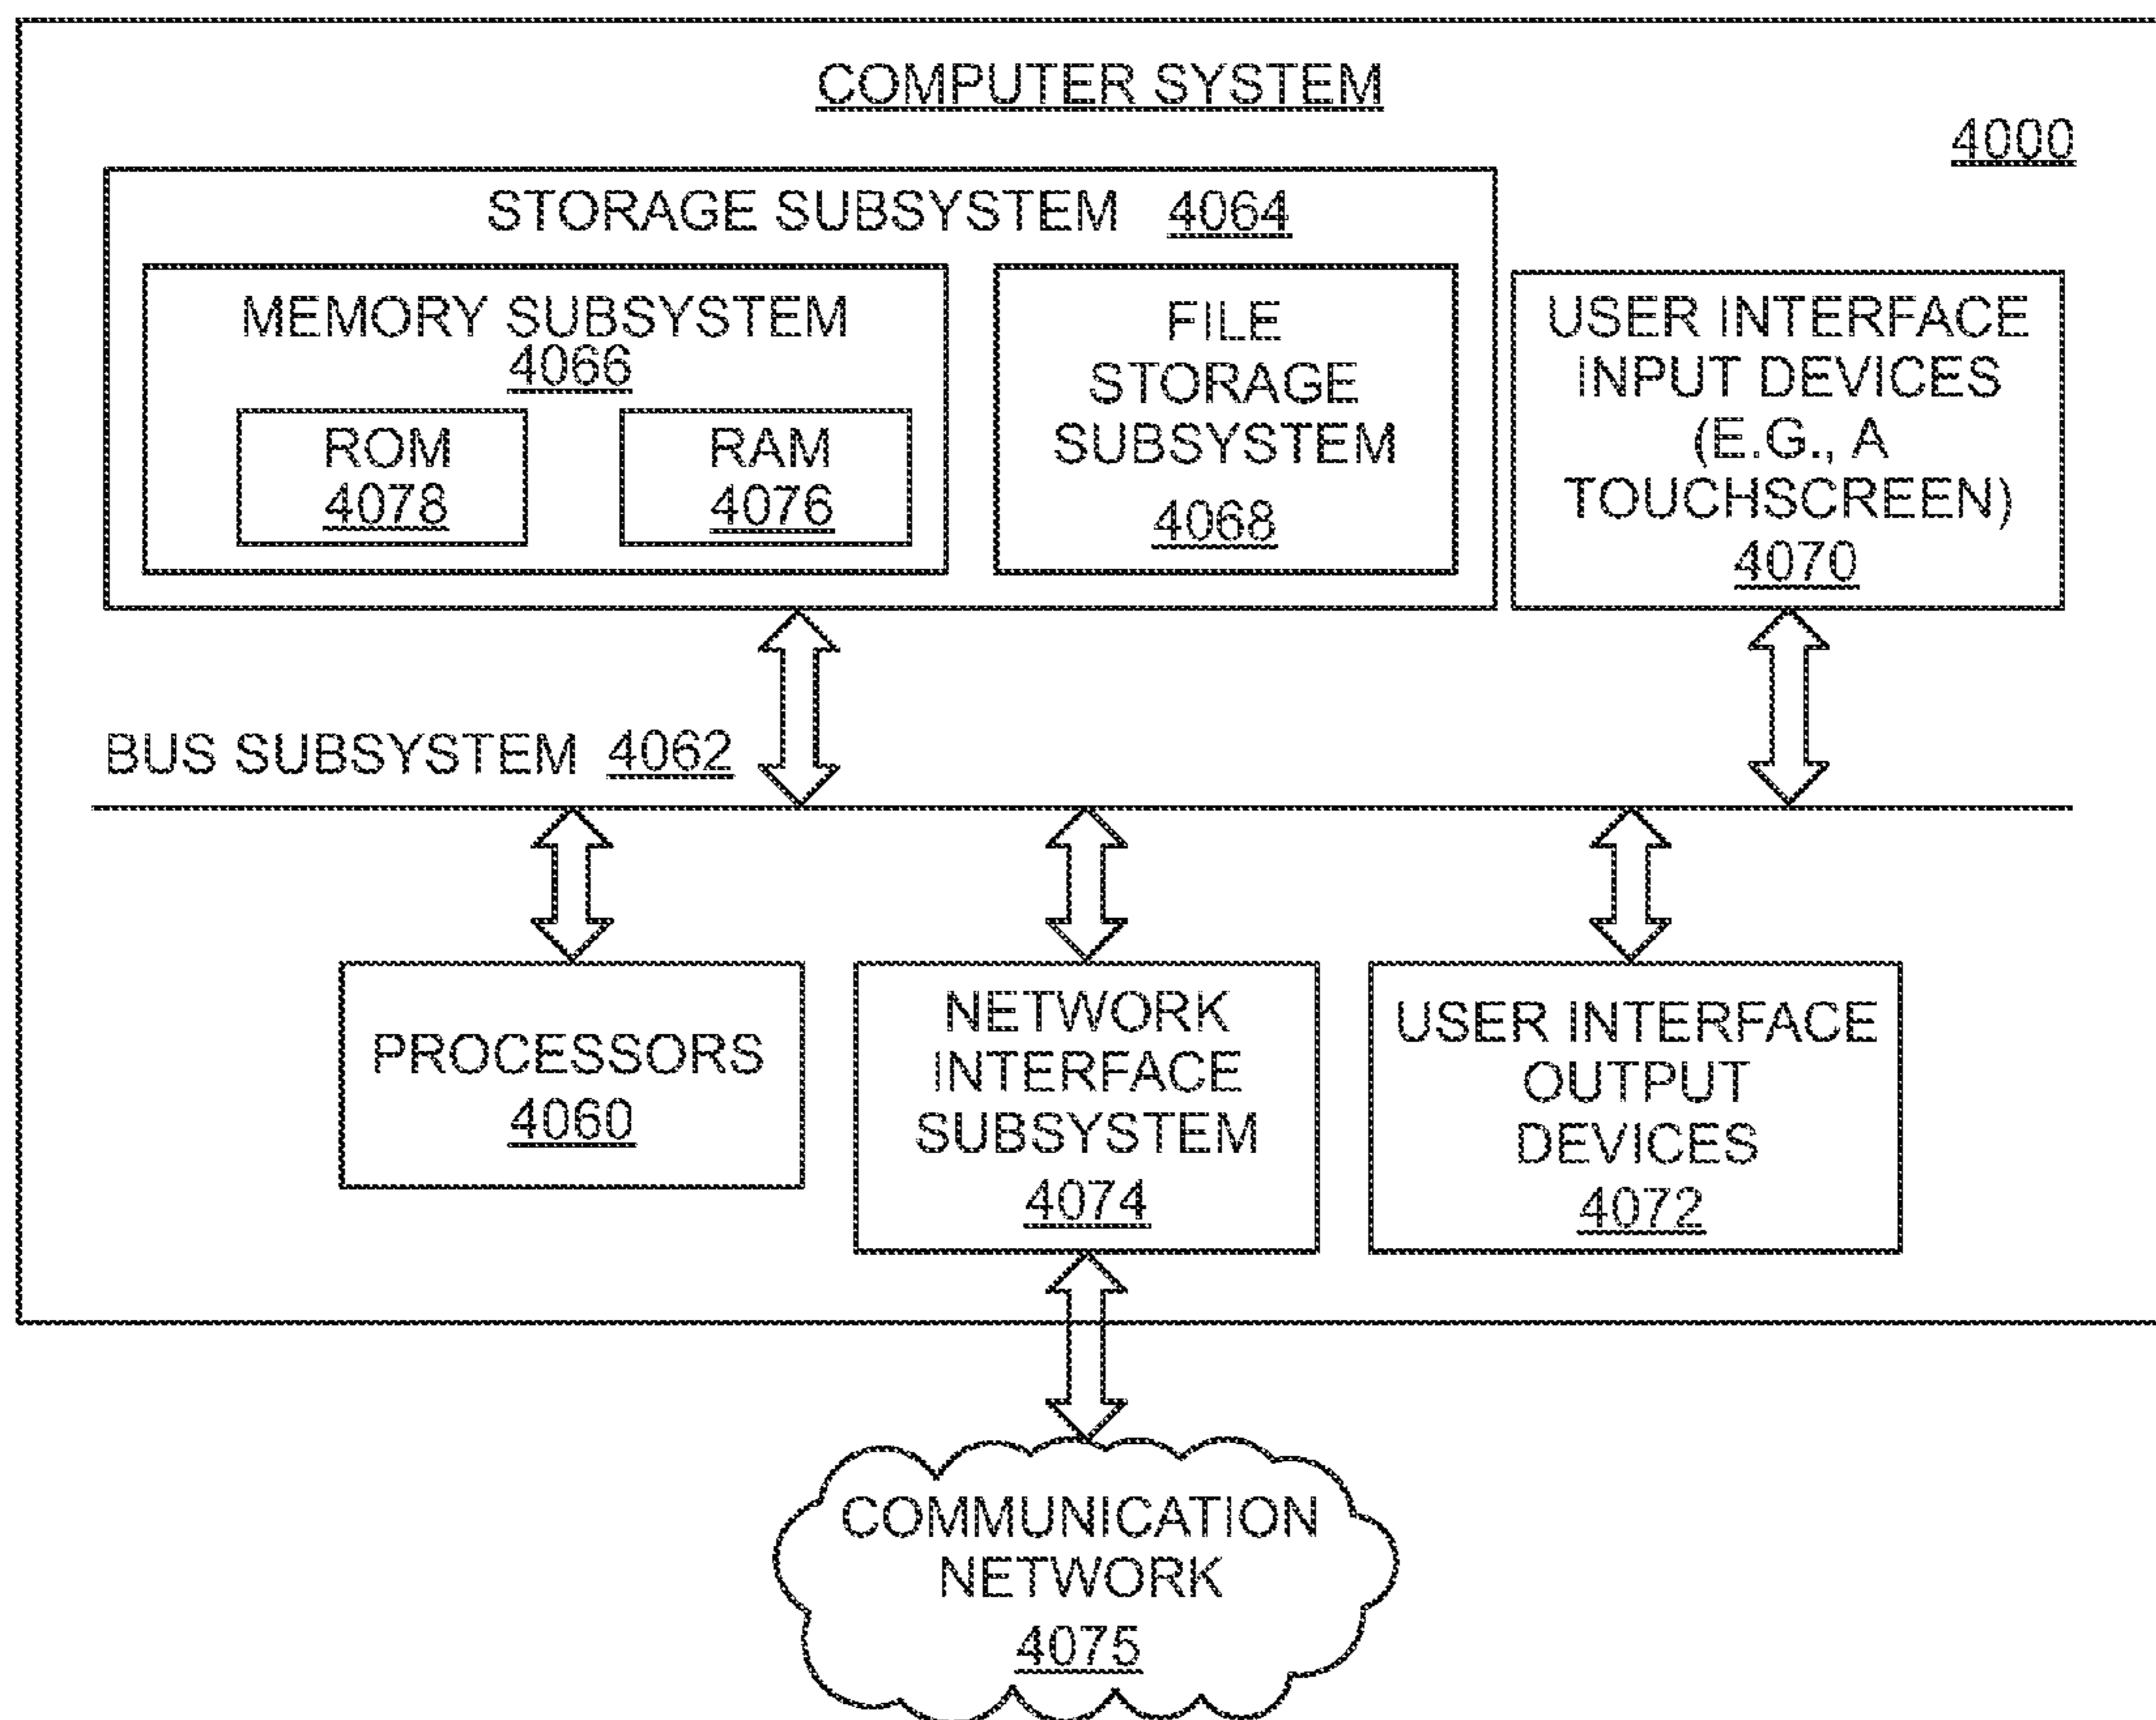 COMPUTER SYSTEM
4000
STORAGE SUBSYSTEM 4064
MEMORY SUBSYSTEM
4066
ROM
4078
RAM
4076
FILE
STORAGE
SUBSYSTEM
4068
USER INTERFACE
INPUT DEVICES
(E.G., A
TOUCHSCREEN)
4070
BUS SUBSYSTEM 4062
PROCESSORS
4060
NETWORK
INTERFACE
SUBSYSTEM
4074
USER INTERFACE
OUTPUT
DEVICES
4072
COMMUNICATION
NETWORK
4075